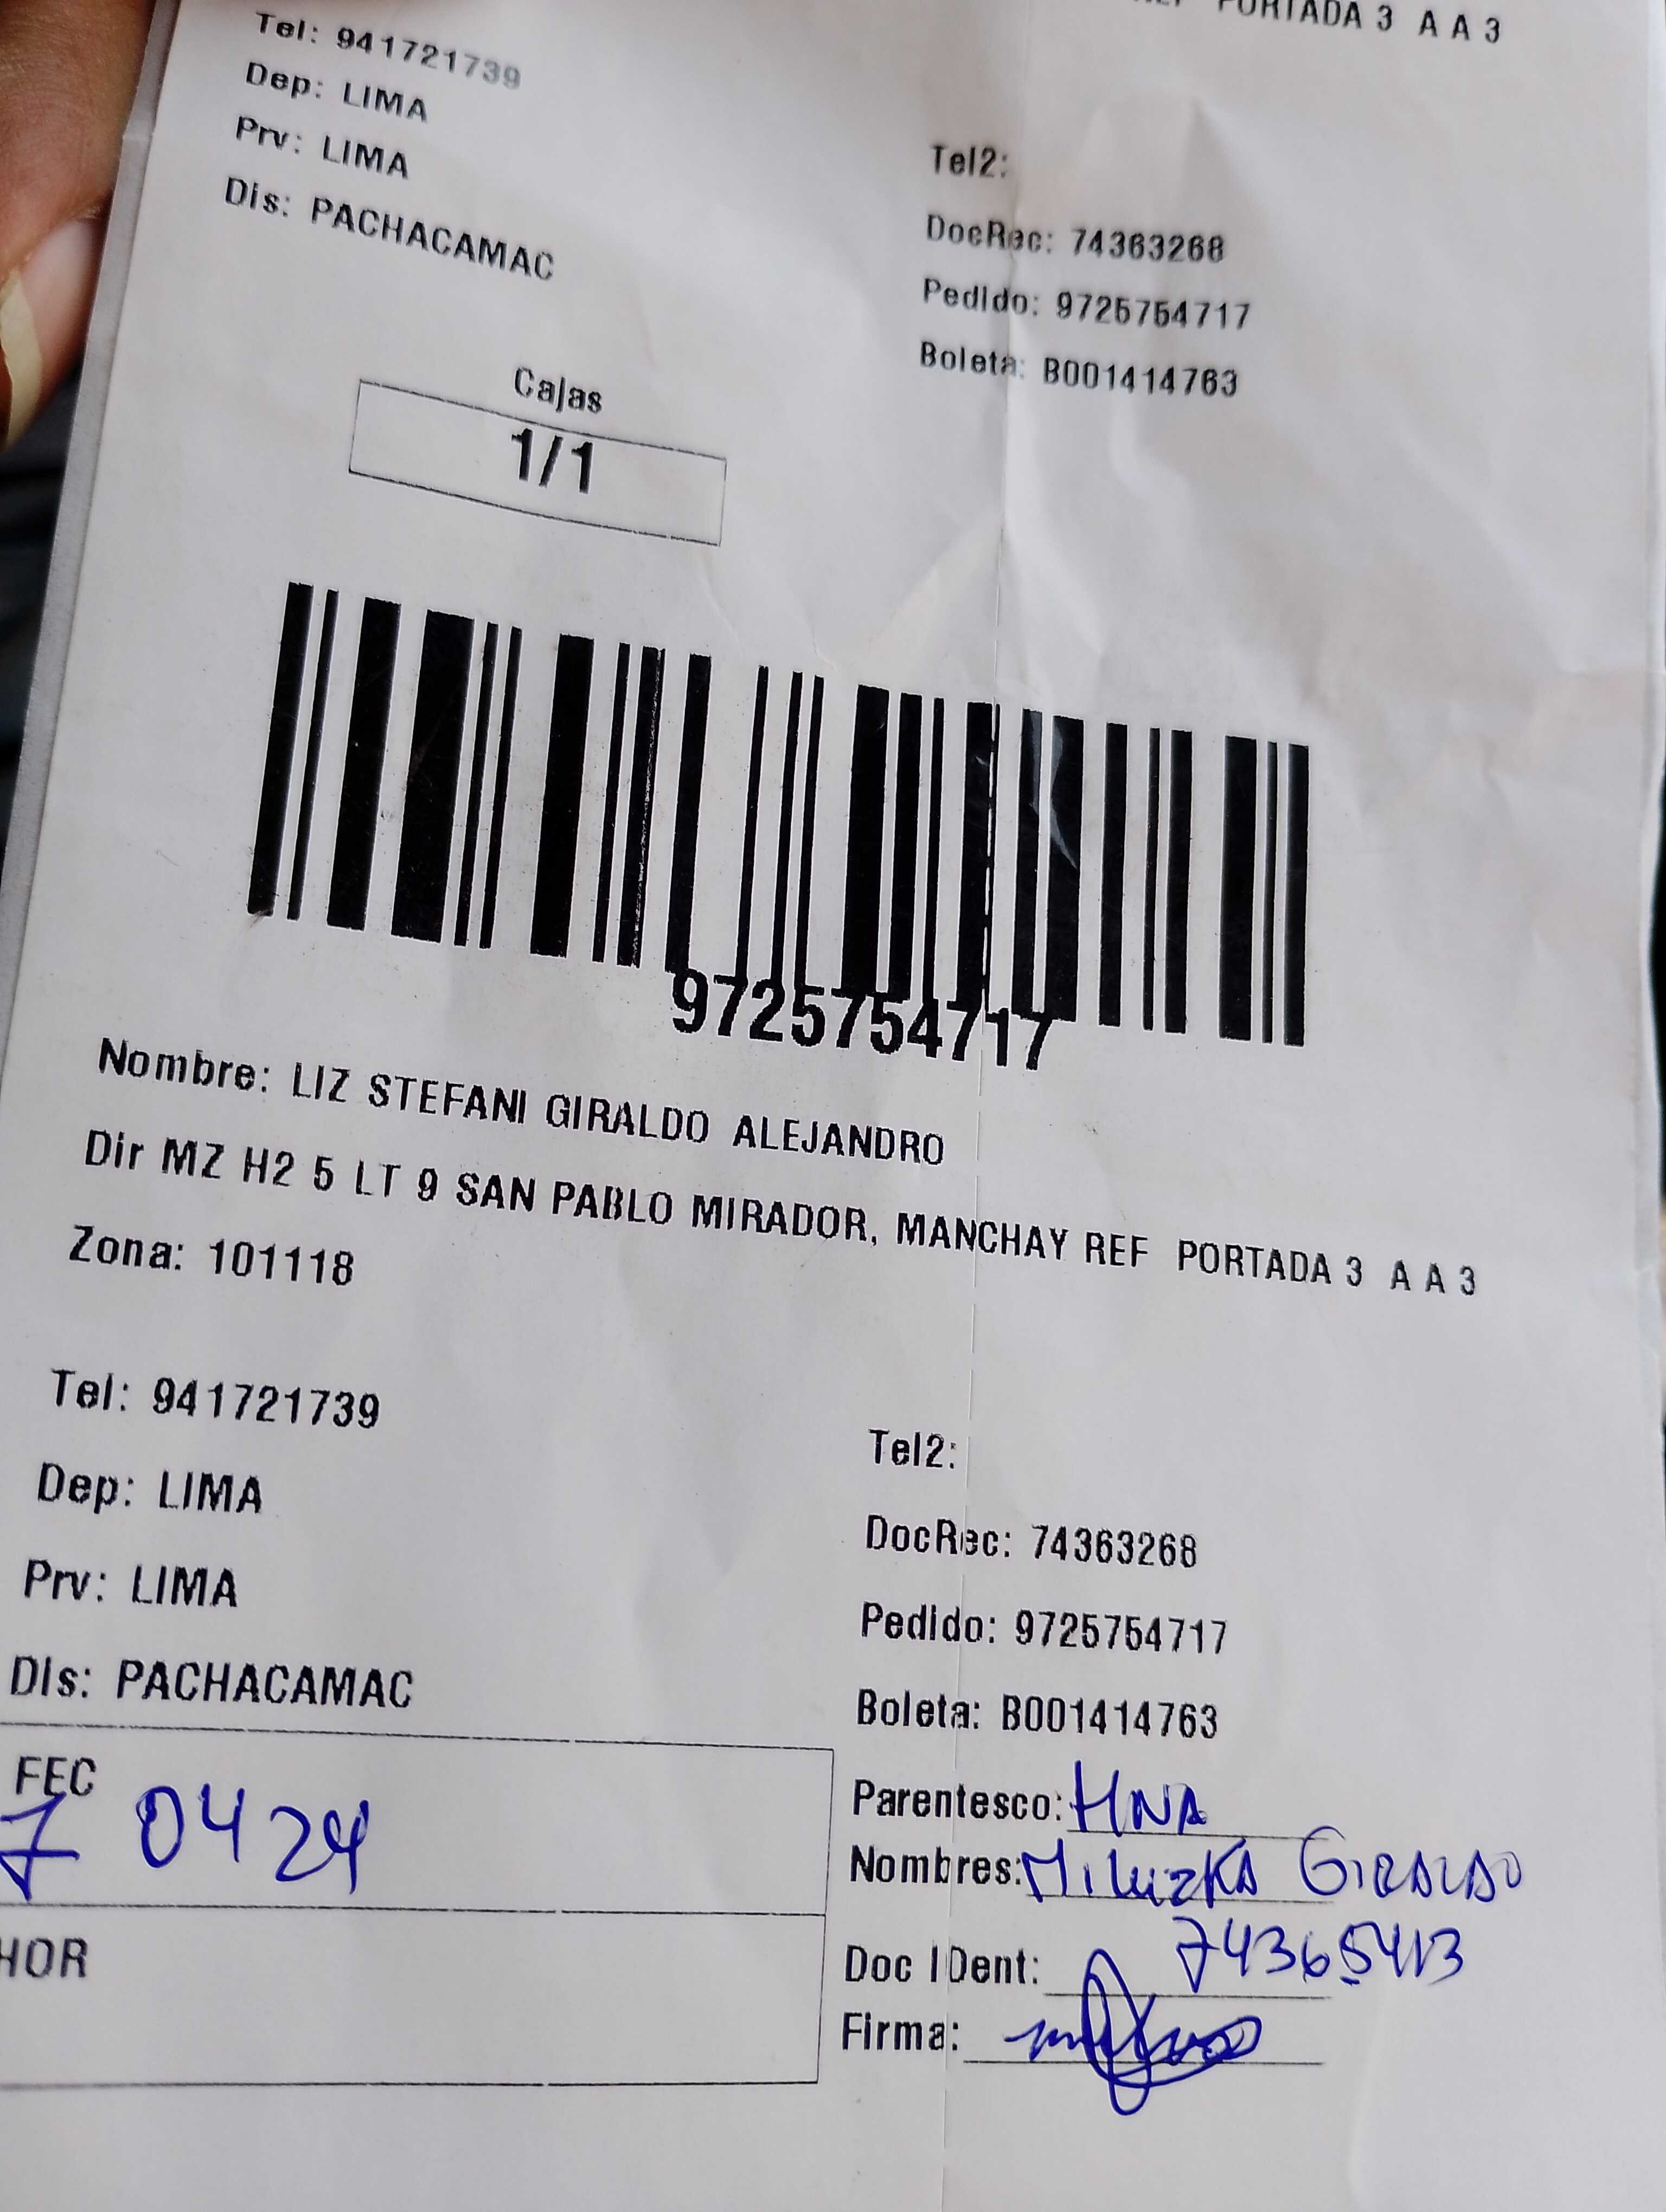 PORTADA 3 A A 3
Tel: 941721739
Dep: LIMA
Prv: LIMA
Dis: PACHACAMAC
Tel2:
DocRec: 74363268
Pedido: 9725754717
Boleta: B001414763
Cajas
1/1
9725754717
Nombre: LIZ STEFANI GIRALDO ALEJANDRO
Dir MZ H2 5 LT 9 SAN PABLO MIRADOR, MANCHAY REF PORTADA 3 A A 3
Zona: 101118
Tel: 941721739
Dep: LIMA
Prv: LIMA
Dis: PACHACAMAC
Tel2:
DocRec: 74363268
Pedido: 9725754717
Boleta: B001414763
FEC
7 04 24
HOR
Parentesco: HNA
Nombres: GIRALDO
Doc IDent: 74365413
Firma: